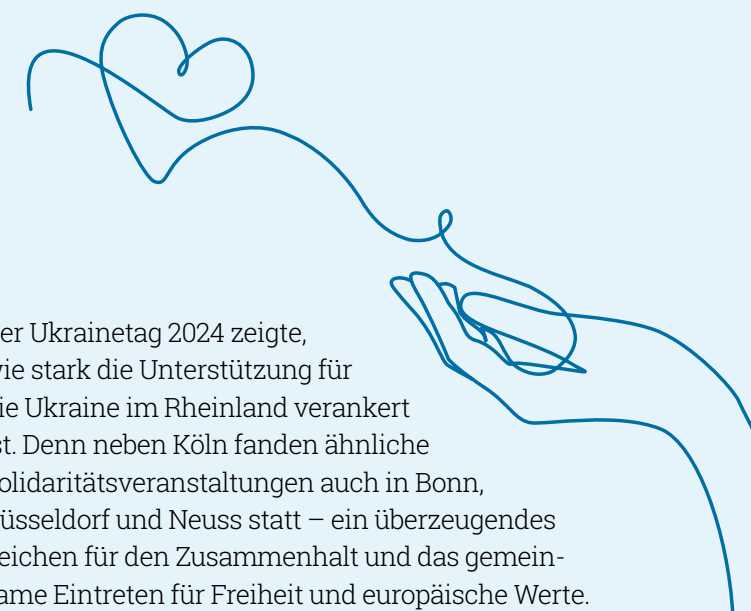 er Ukrainetag 2024 zeigte,
wie stark die Unterstützung für
ie Ukraine im Rheinland verankert
st. Denn neben Köln fanden ähnliche
olidaritätsveranstaltungen auch in Bonn,
üsseldorf und Neuss statt – ein überzeugendes
eichen für den Zusammenhalt und das gemein-
ame Eintreten für Freiheit und europäische Werte.